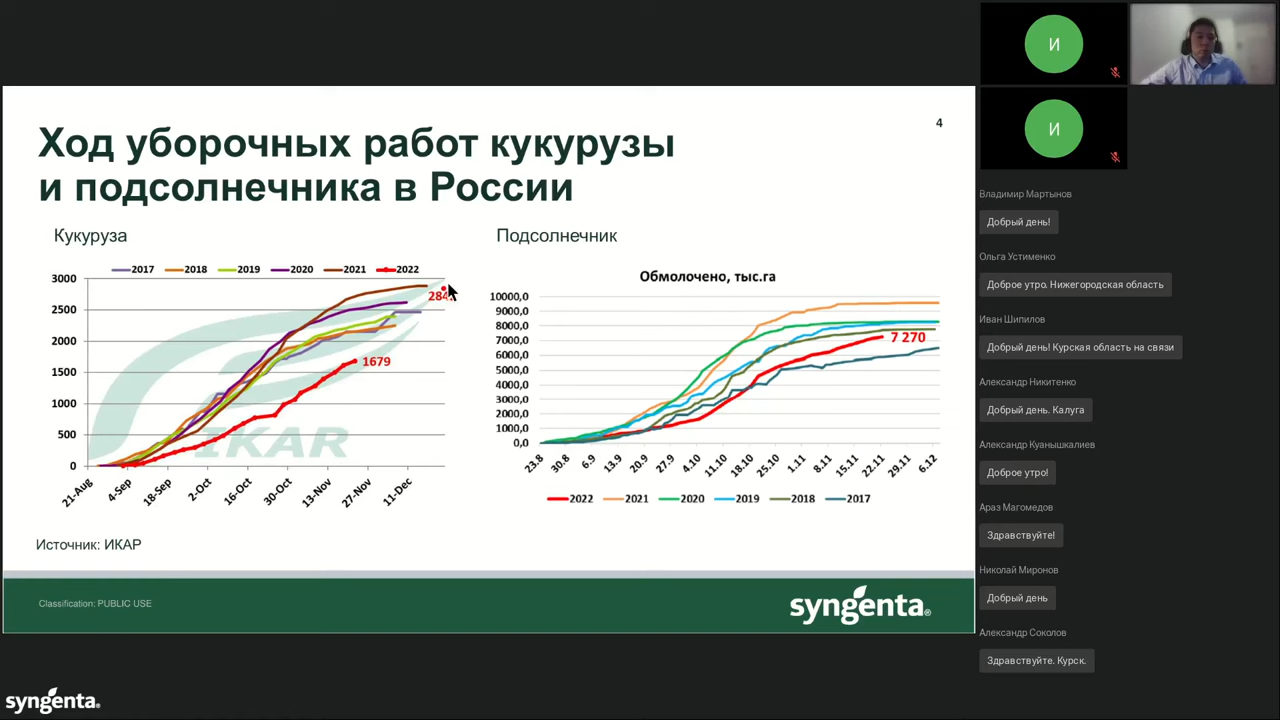 Ход уборочных работ кукурузы
и подсолнечника в России
4
Кукуруза
2017 2018 2019 2020 2021 2022
3000
2500
2000
1500
1000
500
0
1679
IKAR
21-Aug 4-Sep 18-Sep 2-Oct 16-Oct 30-Oct 13-Nov 27-Nov 11-Dec
Подсолнечник
Обмолочено, тыс.га
10000,0
9000,0
8000,0
7000,0
6000,0
5000,0
4000,0
3000,0
2000,0
1000,0
0,0
7 270
23.8 30.8 6.9 13.9 20.9 27.9 4.10 11.10 18.10 25.10 1.11 8.11 15.11 22.11 29.11 6.12
2022 2021 2020 2019 2018 2017
Источник: ИКАР
Classification: PUBLIC USE
syngenta®
syngenta®
И
И
Владимир Мартынов
Добрый день!
Ольга Устименко
Доброе утро. Нижегородская область
Иван Шипилов
Добрый день! Курская область на связи
Александр Никитенко
Добрый день. Калуга
Александр Куанышкалиев
Доброе утро!
Араз Магомедов
Здравствуйте!
Николай Миронов
Добрый день
Александр Соколов
Здравствуйте. Курск.